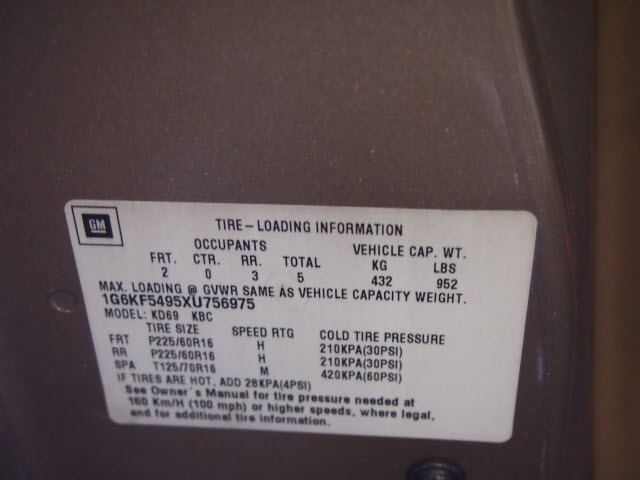 GM
TIRE-LOADING INFORMATION
OCCUPANTS VEHICLE CAP. WT.
FRT. CTR. RR. TOTAL KG LBS
2 0 3 5 432 952
MAX. LOADING @ GVWR SAME AS VEHICLE CAPACITY WEIGHT.
1G6KF5495XU756975
MODEL: KD69 KBC
TIRE SIZE SPEED RTG COLD TIRE PRESSURE
FRT P225/60R16 H 210KPA(30PSI)
RR P225/60R16 H 210KPA(30PSI)
SPA T125/70R16 M 420KPA(60PSI)
IF TIRES ARE HOT, ADD 28KPA(4PSI)
See Owner's Manual for tire pressure needed at
160 Km/H (100 mph) or higher speeds, where legal,
and for additional tire information.